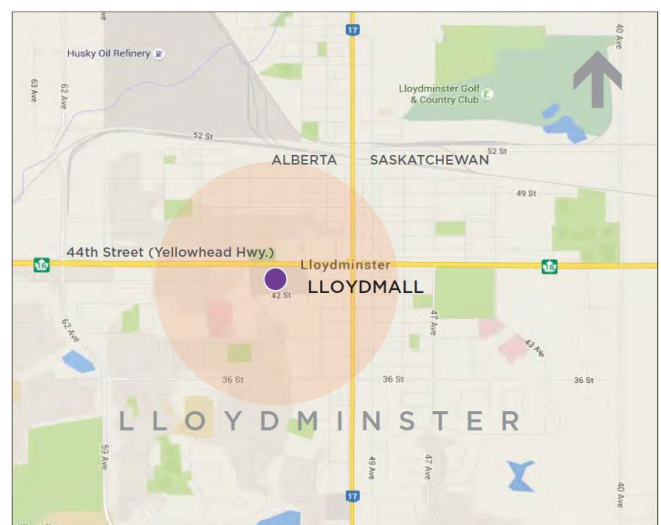 17
40 Ave
Husky Oil Refinery
63 Ave
62 Ave
Lloydminster Golf
& Country Club
52 St
52 St
ALBERTA
SASKATCHEWAN
49 St
44th Street (Yellowhead Hwy.)
16
Lloydminster
16
LLOYDMALL
42 St
62 Ave
47 Ave
43 Ave
36 St
36 St
36 St
LLOYDMINSTER
59 Ave
49 Ave
47 Ave
40 Ave
17